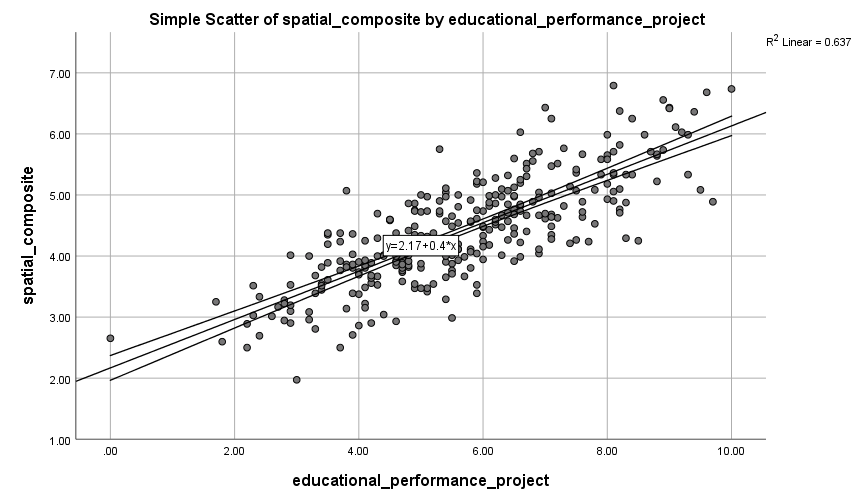 Simple Scatter of spatial_composite by educational_performance_project
R2 Linear = 0.637
7.00
6.00
5.00
4.00
3.00
2.00
1.00
spatial_composite
y=2.17+0.4*x
.00 2.00 4.00 6.00 8.00 10.00
educational_performance_project